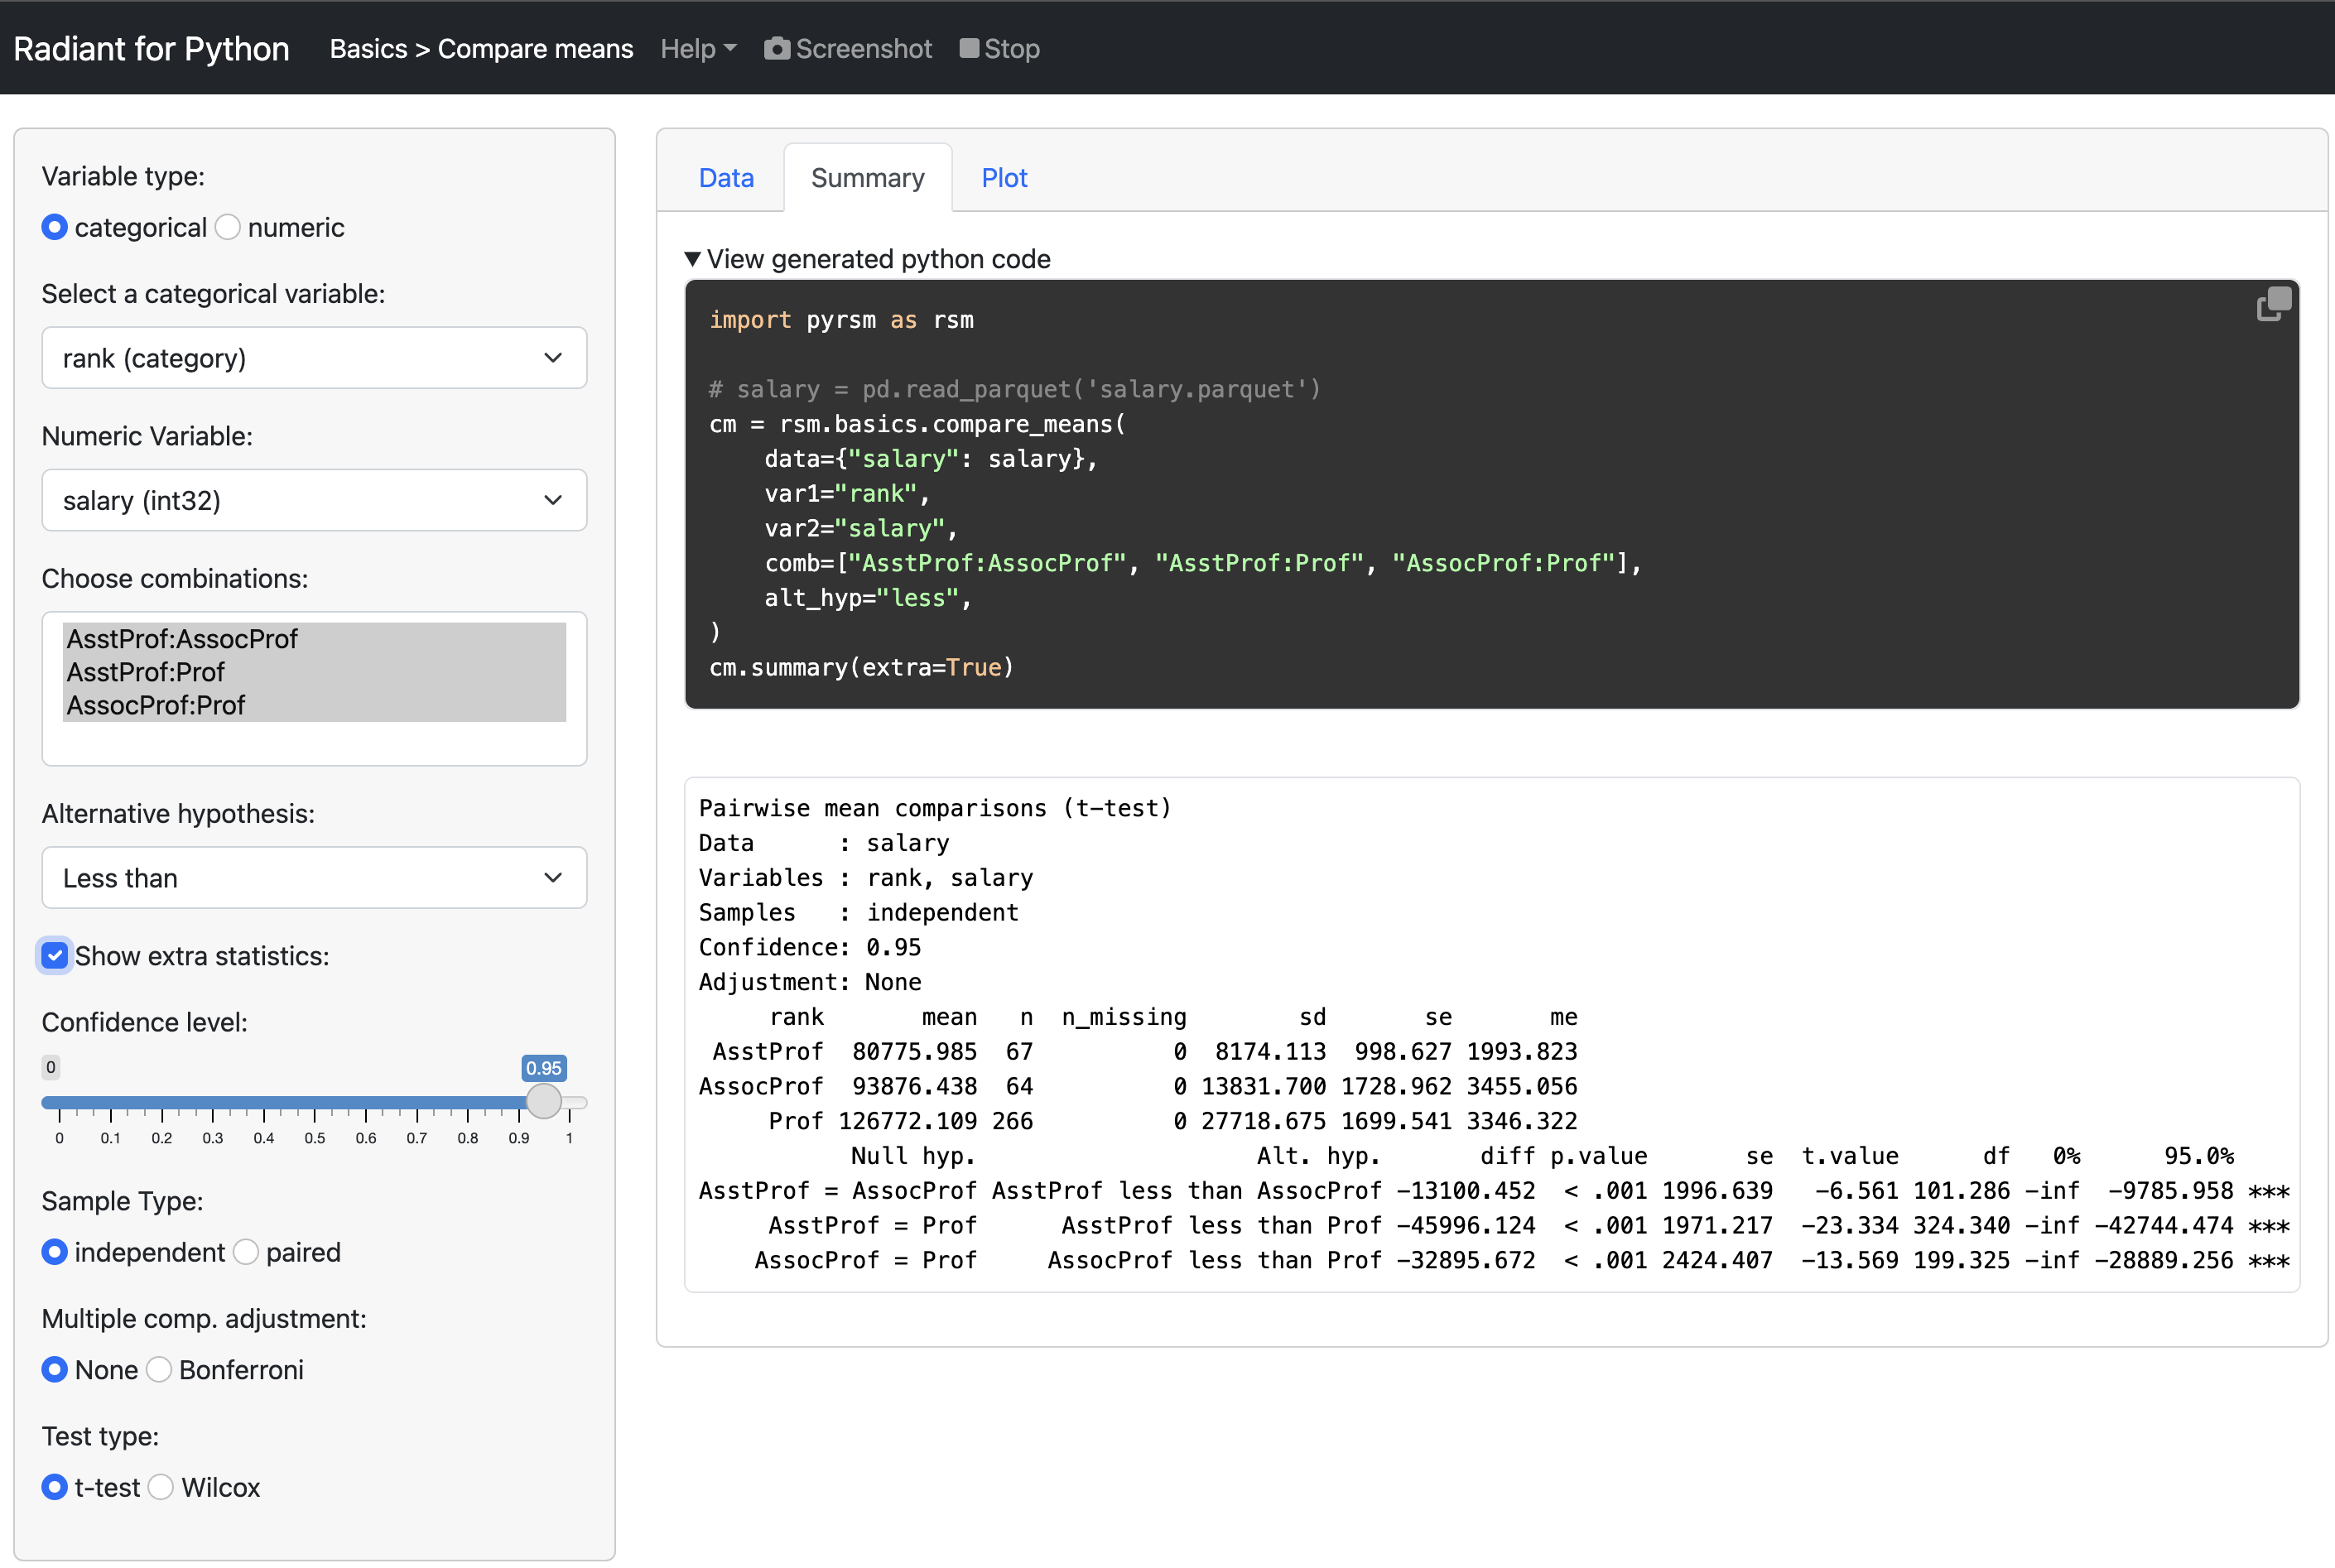 Radiant for Python Basics > Compare means Help Screenshot Stop
Variable type:
categorical numeric
Select a categorical variable:
rank (category)
Numeric Variable:
salary (int32)
Choose combinations:
AsstProf:AssocProf
AsstProf:Prof
AssocProf:Prof
Alternative hypothesis:
Less than
Show extra statistics:
Confidence level:
0 0.95
0 0.1 0.2 0.3 0.4 0.5 0.6 0.7 0.8 0.9 1
Sample Type:
independent paired
Multiple comp. adjustment:
None Bonferroni
Test type:
t-test Wilcox
Data Summary Plot
View generated python code
import pyrsm as rsm
# salary = pd.read_parquet('salary.parquet')
cm = rsm.basics.compare_means(
    data={"salary": salary},
    var1="rank",
    var2="salary",
    comb=["AsstProf:AssocProf", "AsstProf:Prof", "AssocProf:Prof"],
    alt_hyp="less",
)
cm.summary(extra=True)
Pairwise mean comparisons (t-test)
Data      : salary
Variables : rank, salary
Samples   : independent
Confidence: 0.95
Adjustment: None
     rank       mean   n  n_missing        sd       se       me
 AsstProf  80775.985  67          0  8174.113  998.627 1993.823
AssocProf  93876.438  64          0 13831.700 1728.962 3455.056
     Prof 126772.109 266          0 27718.675 1699.541 3346.322
           Null hyp.                    Alt. hyp.       diff p.value       se  t.value      df   0%      95.0%
AsstProf = AssocProf AsstProf less than AssocProf -13100.452  < .001 1996.639   -6.561 101.286 -inf  -9785.958 ***
     AsstProf = Prof      AsstProf less than Prof -45996.124  < .001 1971.217  -23.334 324.340 -inf -42744.474 ***
    AssocProf = Prof     AssocProf less than Prof -32895.672  < .001 2424.407  -13.569 199.325 -inf -28889.256 ***